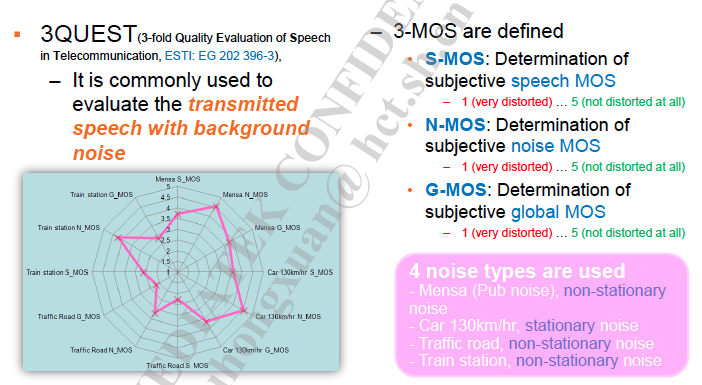 3QUEST(3-fold Quality Evaluation of Speech
in Telecommunication, ESTI: EG 202 396-3),
– It is commonly used to
evaluate the transmitted
speech with background
noise
Mensa S_MOS
Mensa N_MOS
Mensa G_MOS
Car 130km/hr S_MOS
Car 130km/hr N_MOS
Car 130km/hr G_MOS
Traffic Road S_MOS
Traffic Road N_MOS
Traffic Road G_MOS
Train station S_MOS
Train station N_MOS
Train station G_MOS
5
4.5
4
3.5
3
2.5
2
1.5
1
– 3-MOS are defined
• S-MOS: Determination of
subjective speech MOS
– 1 (very distorted) … 5 (not distorted at all)
• N-MOS: Determination of
subjective noise MOS
– 1 (very distorted) … 5 (not distorted at all)
• G-MOS: Determination of
subjective global MOS
– 1 (very distorted) … 5 (not distorted at all)
4 noise types are used
- Mensa (Pub noise), non-stationary
noise
- Car 130km/hr, stationary noise
- Traffic road, non-stationary noise
- Train station, non-stationary noise